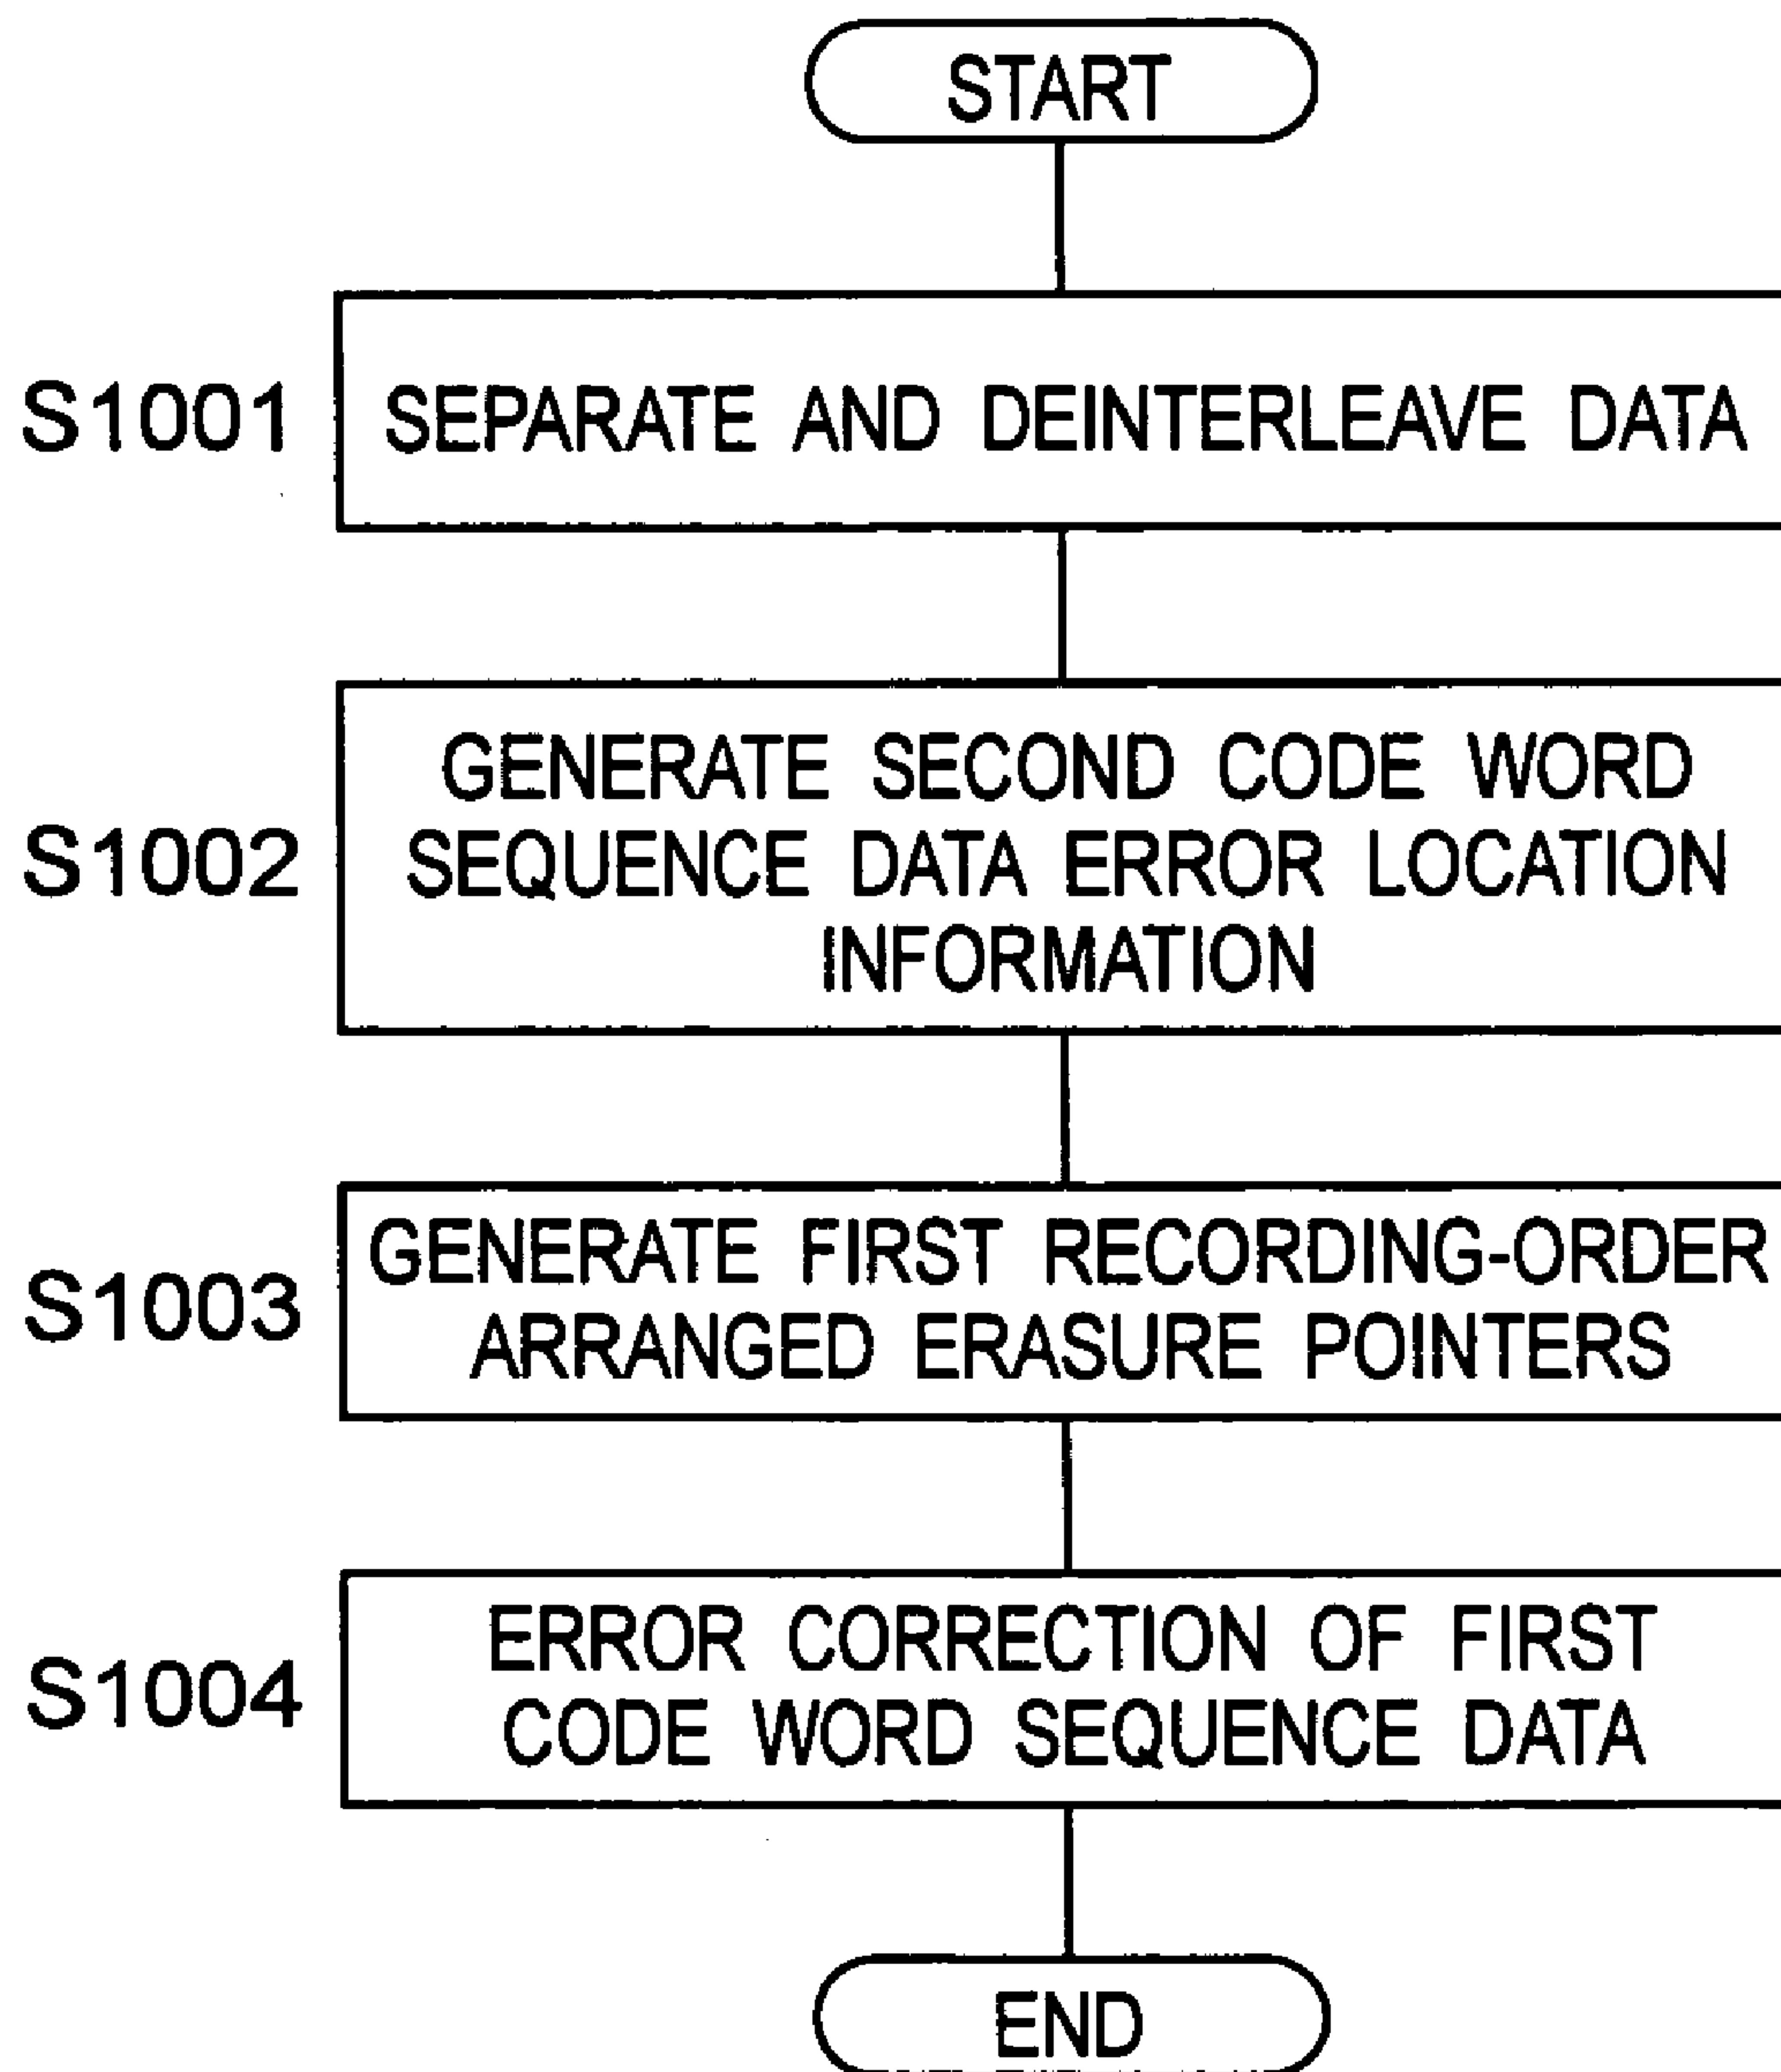 START
S1001
SEPARATE AND DEINTERLEAVE DATA
S1002
GENERATE SECOND CODE WORD
SEQUENCE DATA ERROR LOCATION
INFORMATION
S1003
GENERATE FIRST RECORDING-ORDER
ARRANGED ERASURE POINTERS
S1004
ERROR CORRECTION OF FIRST
CODE WORD SEQUENCE DATA
END